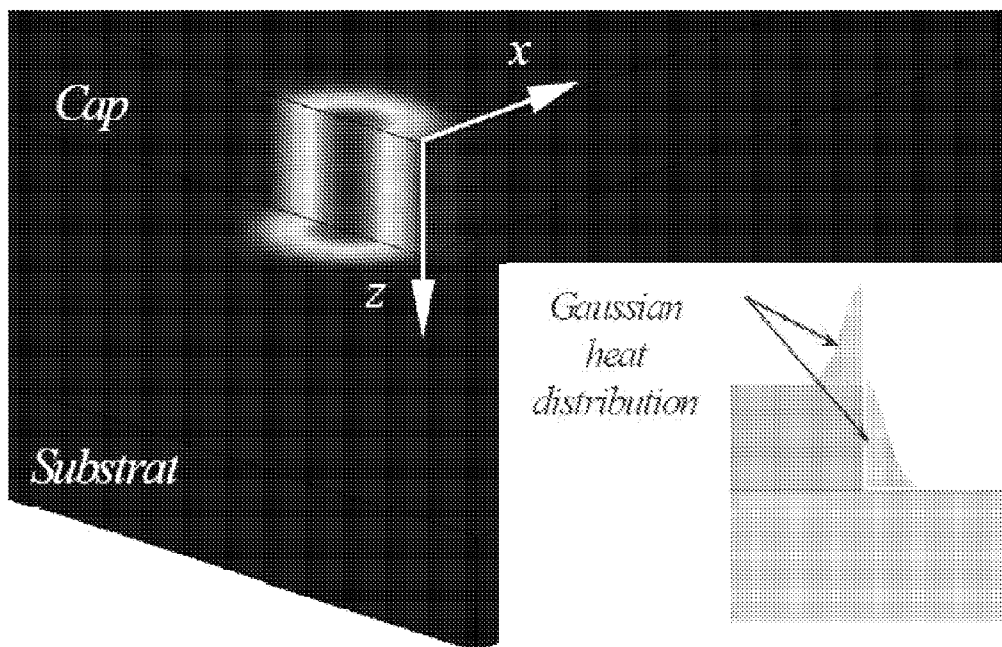 x
Cap
z
Gaussian
heat
distribution
Substrat